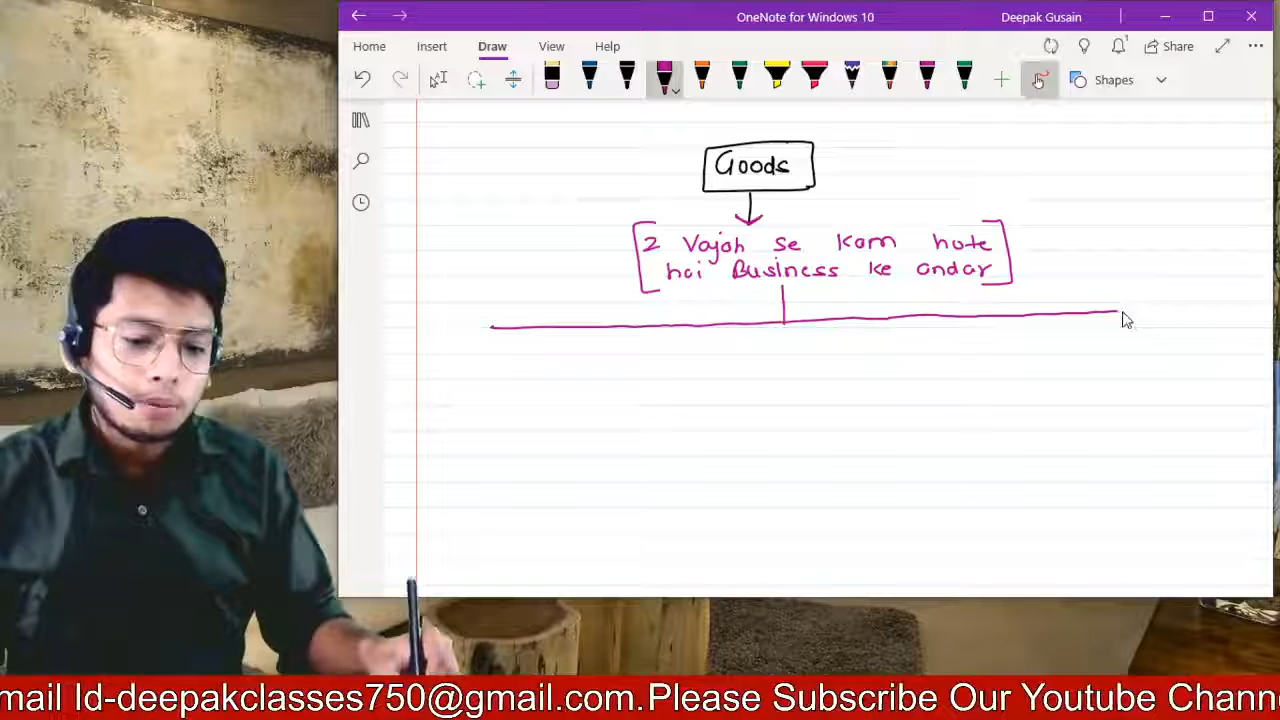 OneNote for Windows 10
Deepak Gusain
Home Insert Draw View Help
1 Share
Shapes
Goods
2 Vajah se kam hote
hai Business ke andar
mail Id-deepakclasses750@gmail.com.Please Subscribe Our Youtube Chann